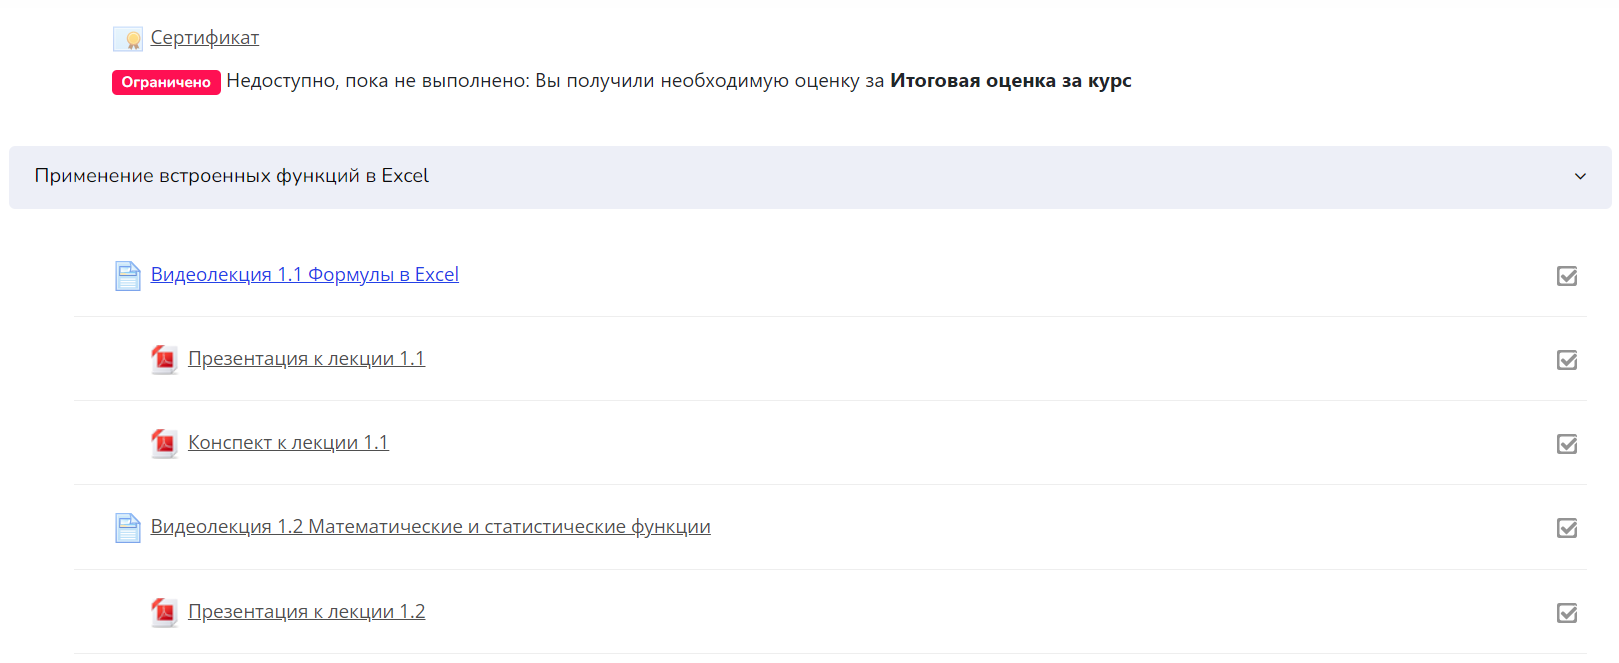 Сертификат
Ограничено Недоступно, пока не выполнено: Вы получили необходимую оценку за Итоговая оценка за курс
Применение встроенных функций в Excel
Видеолекция 1.1 Формулы в Excel
Презентация к лекции 1.1
Конспект к лекции 1.1
Видеолекция 1.2 Математические и статистические функции
Презентация к лекции 1.2